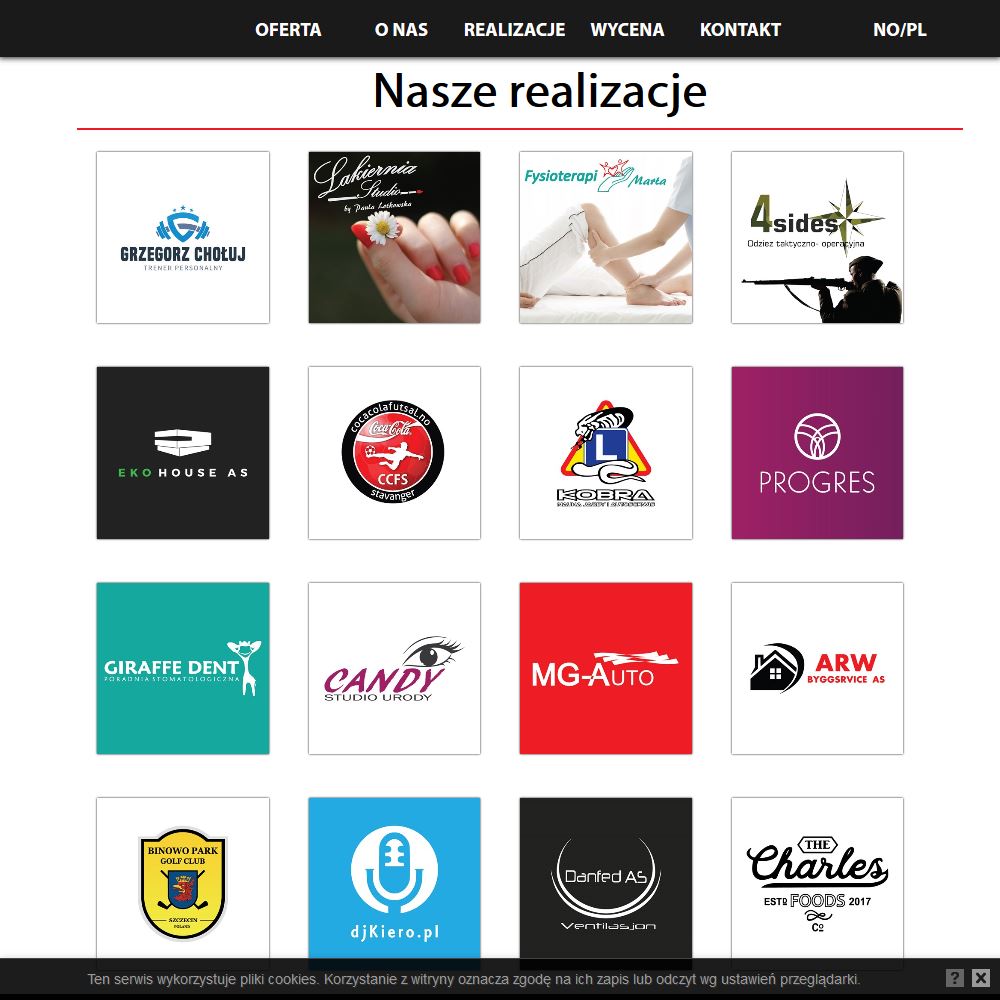 OFERTA O NAS REALIZACJE WYCENA KONTAKT NO/PL
Nasze realizacje
GRZEGORZ CHOŁUJ
TRENER PERSONALNY
Lakiernia
Studio
by Paula Lotkowska
Fysioterapi Marta
4sides
Odzież taktyczno- operacyjna
EKO HOUSE AS
cocacolafutsal.no
Coca-Cola
CCFS
stavanger
L
KOBRA
NAUKA JAZDY I AUTOSERWIS
PROGRES
GIRAFFE DENT
PORADNIA STOMATOLOGICZNA
CANDY
STUDIO URODY
MG-AUTO
ARW
BYGGSRVICE AS
BINOWO PARK
GOLF CLUB
SZCZECIN
POLAND
djKiero.pl
Danfed AS
Ventilasjon
THE
Charles
ESTD FOODS 2017
Co
Ten serwis wykorzystuje pliki cookies. Korzystanie z witryny oznacza zgodę na ich zapis lub odczyt wg ustawień przeglądarki. ? X